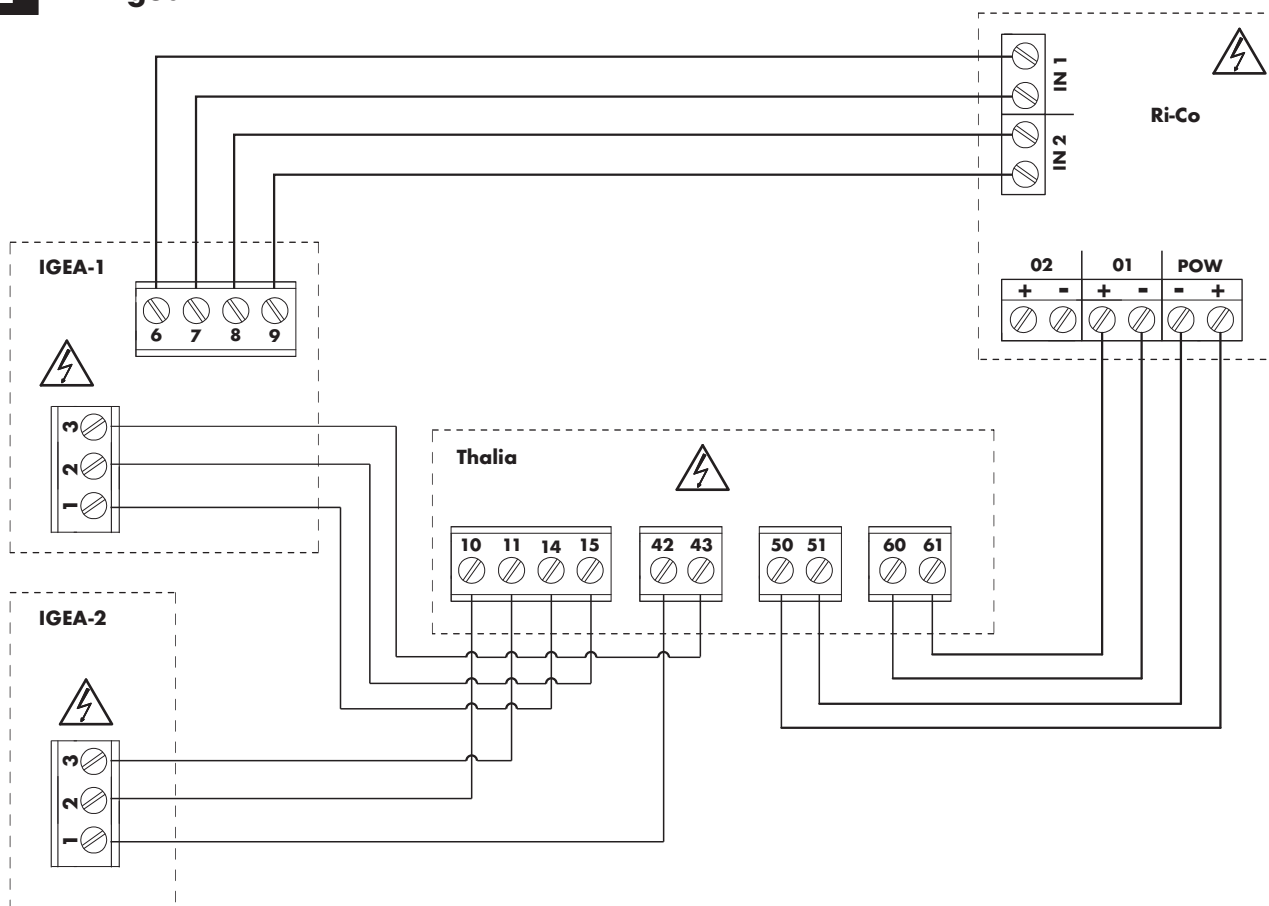 IN 1
IN 2
Ri-Co
02 01 POW
+ - + - - +
IGEA-1
6 7 8 9
3
2
1
Thalia
10 11 14 15 42 43 50 51 60 61
IGEA-2
3
2
1